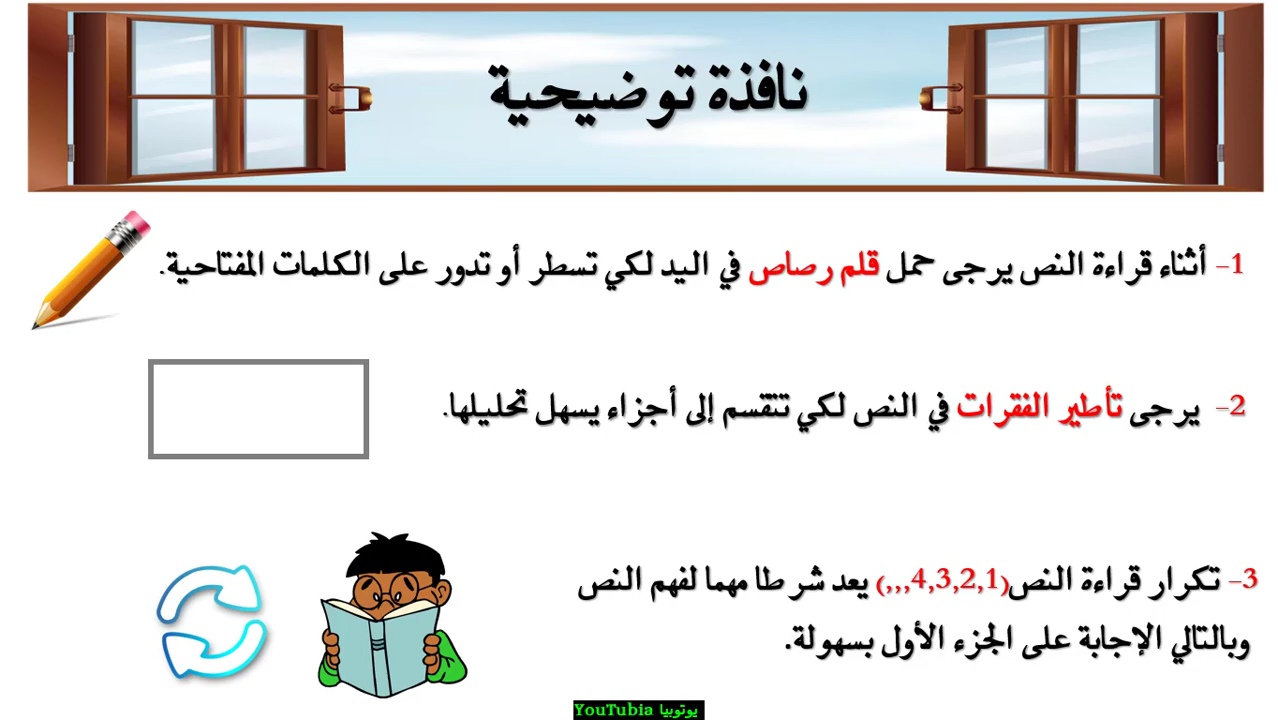 نافذة توضيحية
1- أثناء قراءة النص يرجى حمل قلم رصاص في اليد لكي تسطر أو تدور على الكلمات المفتاحية.
2- يرجى تأطير الفقرات في النص لكي تنقسم إلى أجزاء يسهل تحليلها.
3- تكرار قراءة النص(4,3,2,1,,,) يعد شرطا مهما لفهم النص
وبالتالي الإجابة على الجزء الأول بسهولة.
يوتوبيا YouTubia